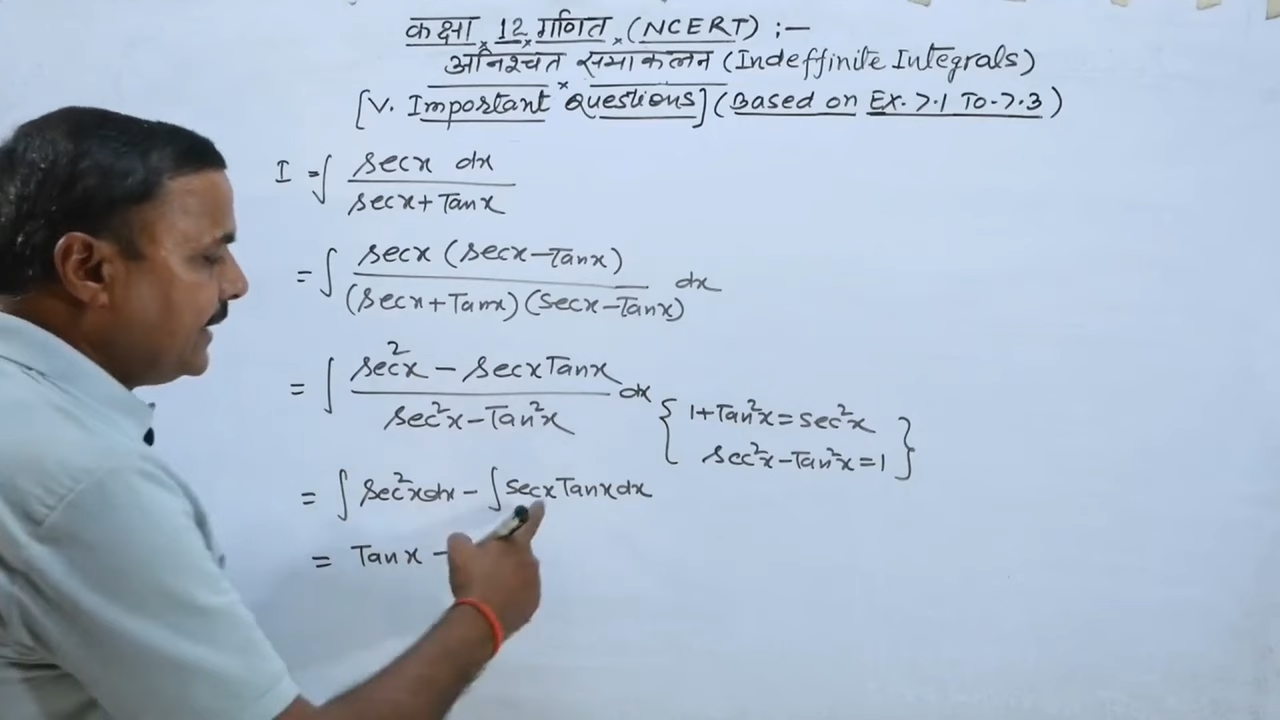 कक्षा 12 गणित (NCERT) :-
अनिश्चत समाकलन (Indeffinite Integrals)
[V. Important Questions] (Based on Ex. 7.1 To 7.3)
I = ∫ secx dx / secx + Tanx
= ∫ secx (secx - Tanx) / (secx + Tanx) (secx - Tanx) dx
= ∫ sec²x - secx Tanx / sec²x - Tan²x dx
{ 1 + Tan²x = sec²x
sec²x - Tan²x = 1 }
= ∫ sec²x dx - ∫ secx Tanx dx
= Tanx -